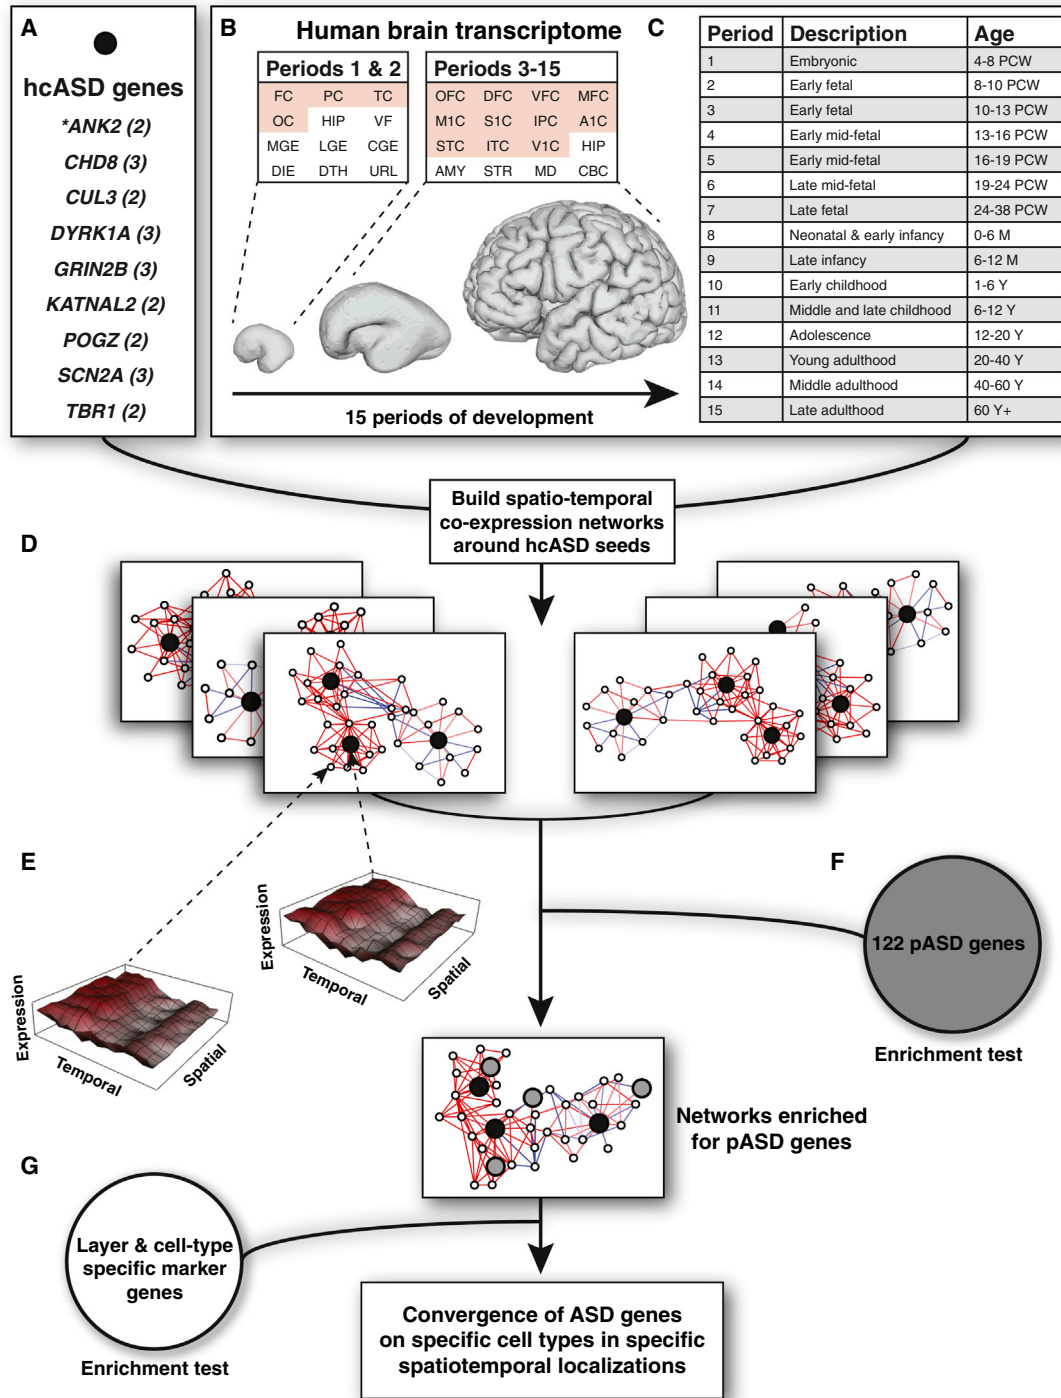 A
hcASD genes
*ANK2 (2)
CHD8 (3)
CUL3 (2)
DYRK1A (3)
GRIN2B (3)
KATNAL2 (2)
POGZ (2)
SCN2A (3)
TBR1 (2)
B
Human brain transcriptome
Periods 1 & 2
FC PC TC
OC HIP VF
MGE LGE CGE
DIE DTH URL
Periods 3-15
OFC DFC VFC MFC
M1C S1C IPC A1C
STC ITC V1C HIP
AMY STR MD CBC
15 periods of development
C
Period Description Age
1 Embryonic 4-8 PCW
2 Early fetal 8-10 PCW
3 Early fetal 10-13 PCW
4 Early mid-fetal 13-16 PCW
5 Early mid-fetal 16-19 PCW
6 Late mid-fetal 19-24 PCW
7 Late fetal 24-38 PCW
8 Neonatal & early infancy 0-6 M
9 Late infancy 6-12 M
10 Early childhood 1-6 Y
11 Middle and late childhood 6-12 Y
12 Adolescence 12-20 Y
13 Young adulthood 20-40 Y
14 Middle adulthood 40-60 Y
15 Late adulthood 60 Y+
Build spatio-temporal
co-expression networks
around hcASD seeds
D
E
Expression
Temporal
Spatial
Expression
Temporal
Spatial
F
122 pASD genes
Enrichment test
Networks enriched
for pASD genes
G
Layer & cell-type
specific marker
genes
Enrichment test
Convergence of ASD genes
on specific cell types in specific
spatiotemporal localizations